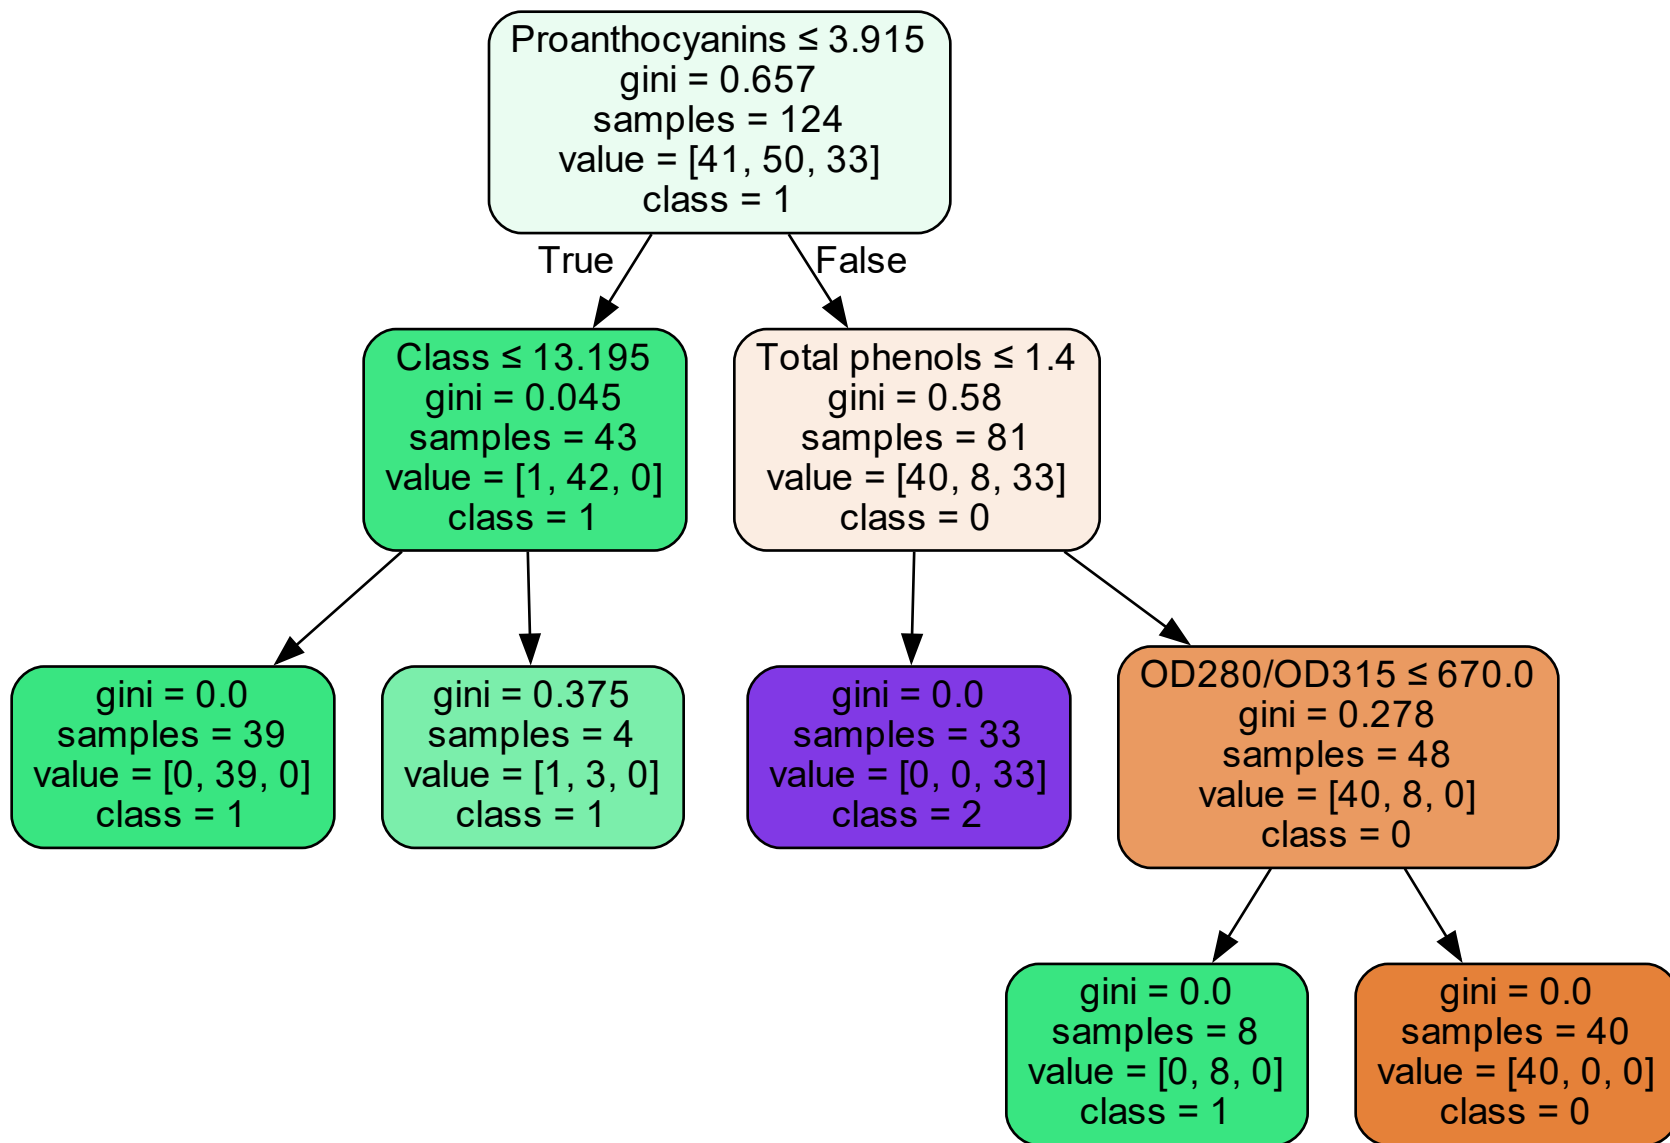 Proanthocyanins ≤ 3.915
gini = 0.657
samples = 124
value = [41, 50, 33]
class = 1
True
False
Class ≤ 13.195
gini = 0.045
samples = 43
value = [1, 42, 0]
class = 1
Total phenols ≤ 1.4
gini = 0.58
samples = 81
value = [40, 8, 33]
class = 0
gini = 0.0
samples = 39
value = [0, 39, 0]
class = 1
gini = 0.375
samples = 4
value = [1, 3, 0]
class = 1
gini = 0.0
samples = 33
value = [0, 0, 33]
class = 2
OD280/OD315 ≤ 670.0
gini = 0.278
samples = 48
value = [40, 8, 0]
class = 0
gini = 0.0
samples = 8
value = [0, 8, 0]
class = 1
gini = 0.0
samples = 40
value = [40, 0, 0]
class = 0